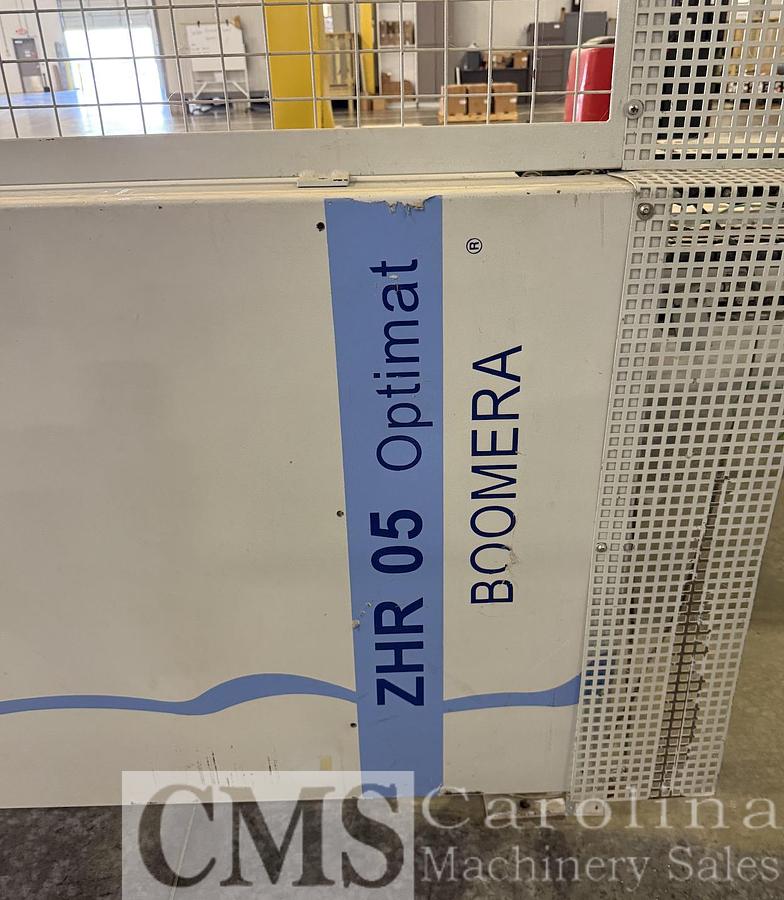 ZHR 05 Optimat
BOOMERA ®
CMS Carolina
Machinery Sales